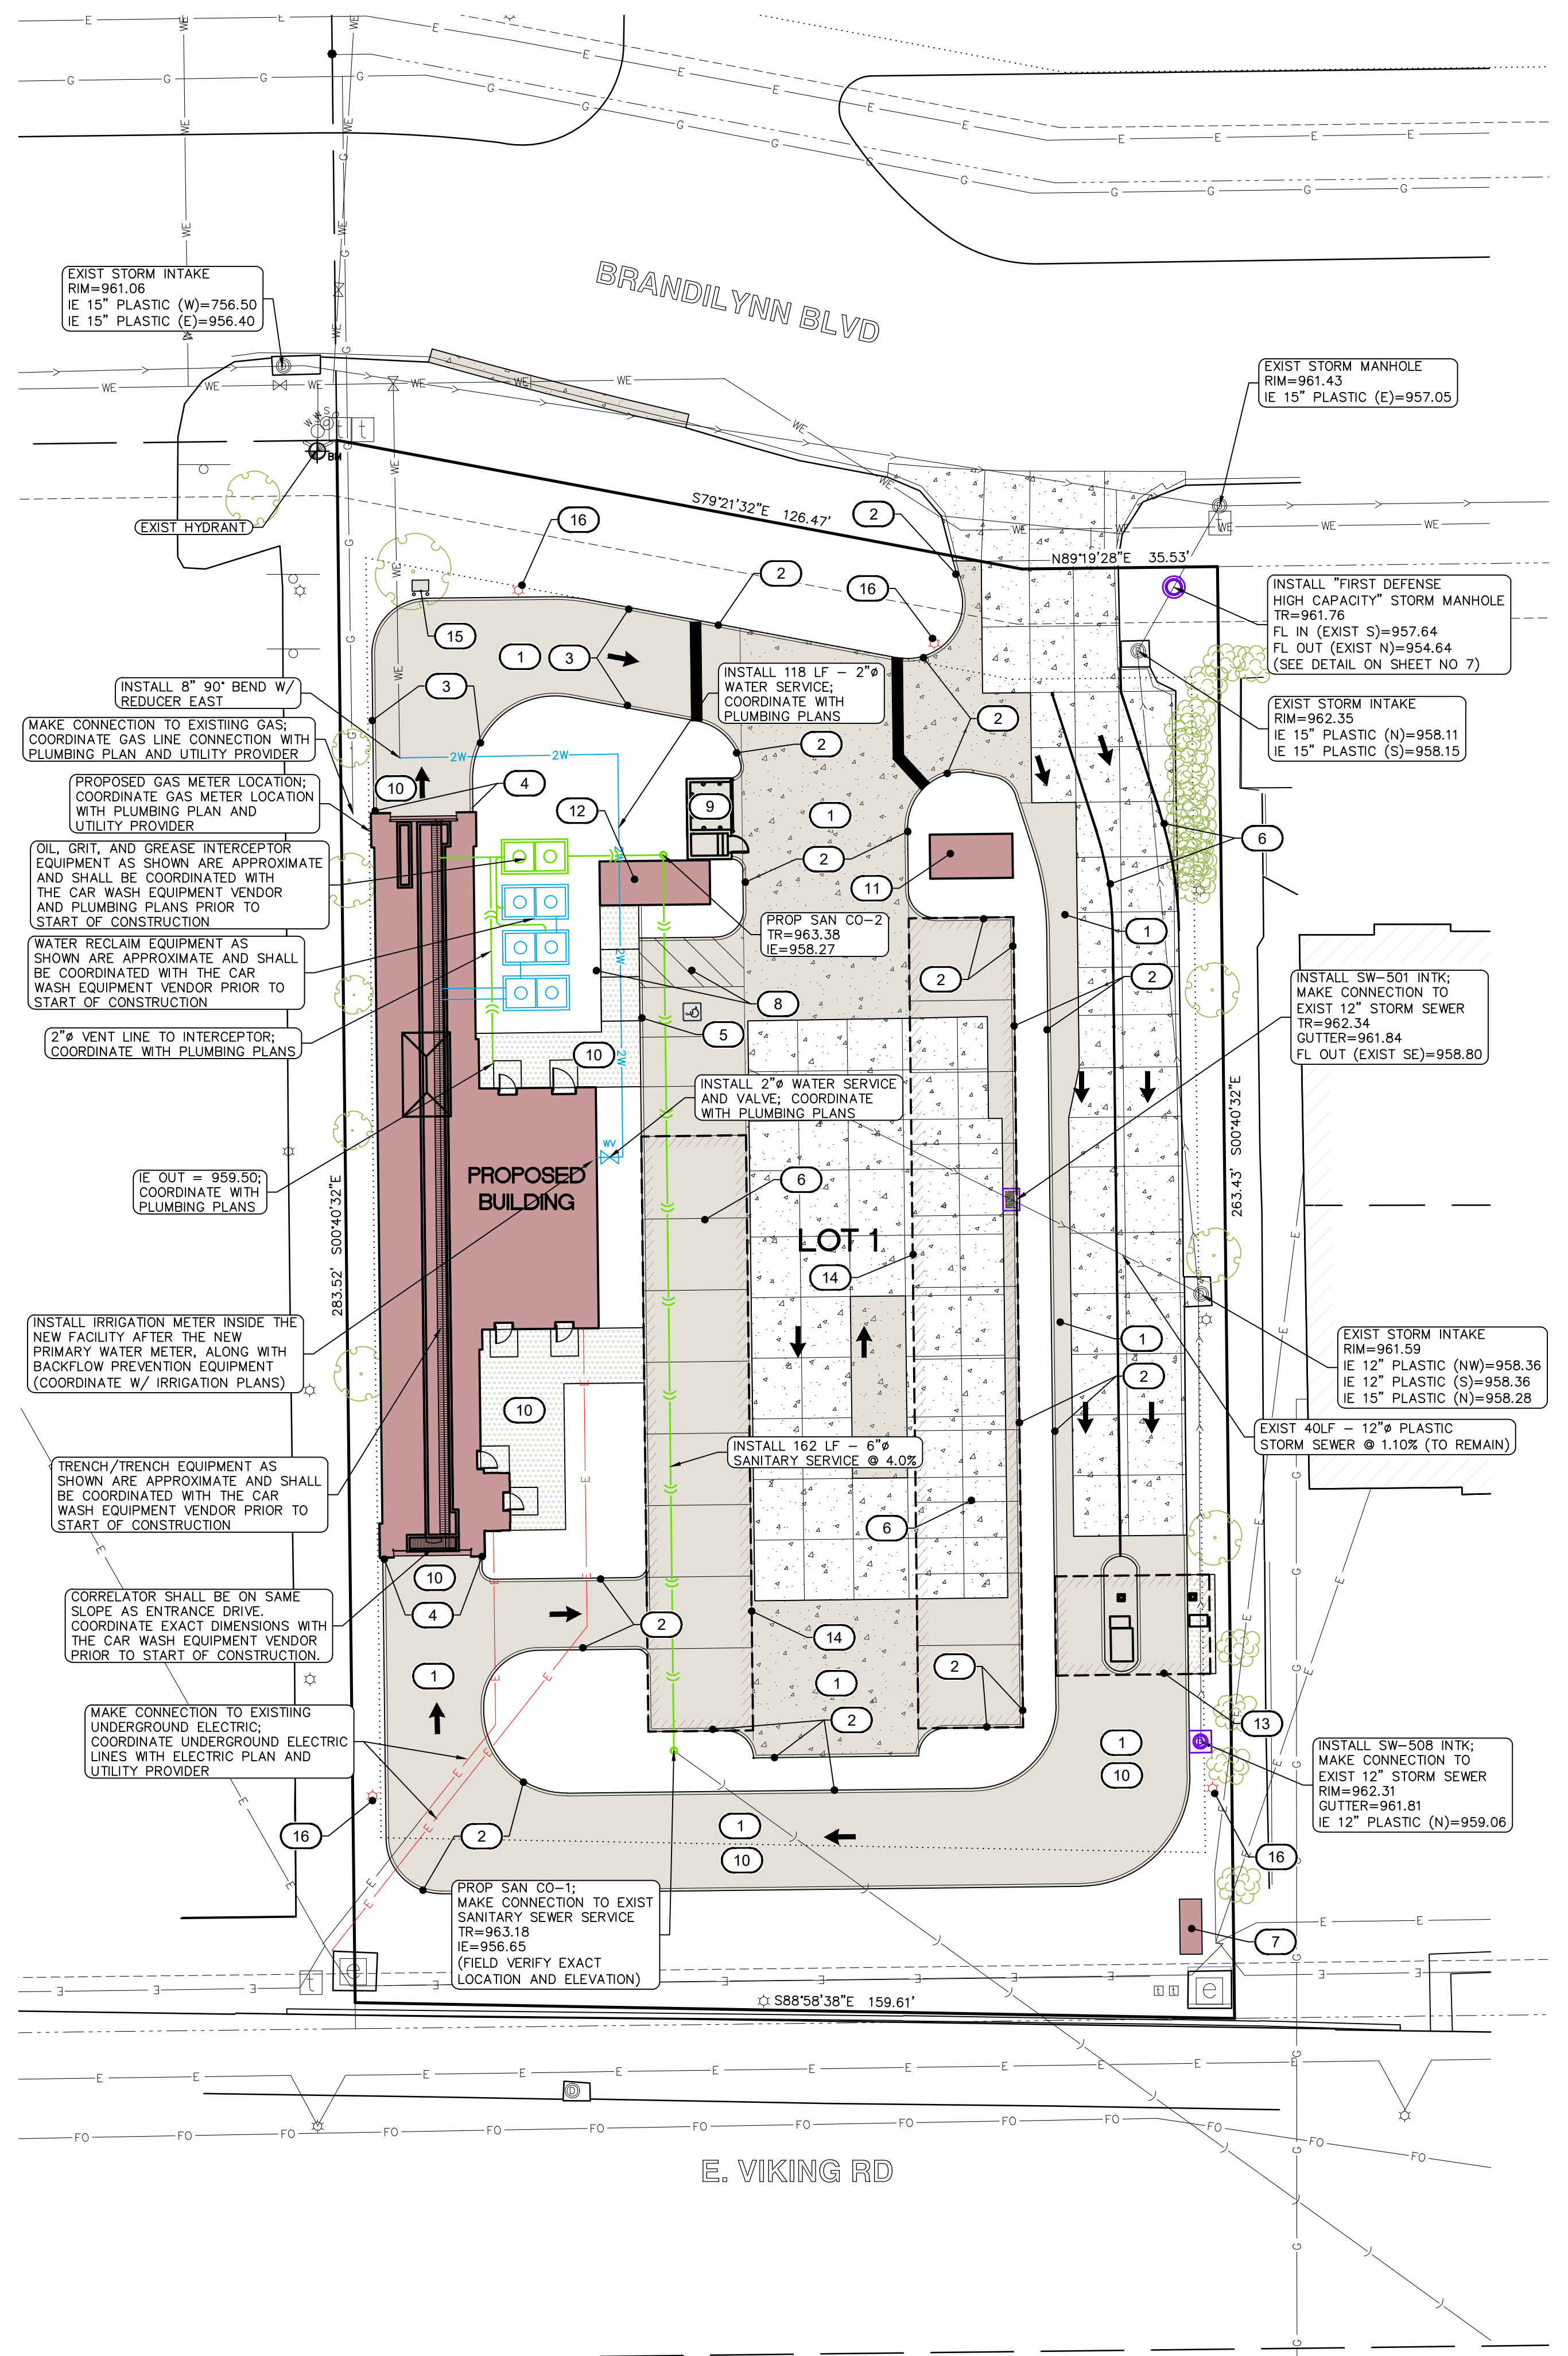 BRANDILYNN BLVD
EXIST STORM INTAKE
RIM=961.06
IE 15" PLASTIC (W)=756.50
IE 15" PLASTIC (E)=956.40
EXIST STORM MANHOLE
RIM=961.43
IE 15" PLASTIC (E)=957.05
BM
EXIST HYDRANT
S79°21'32"E 126.47'
N89°19'28"E 35.53'
INSTALL "FIRST DEFENSE
HIGH CAPACITY" STORM MANHOLE
TR=961.76
FL IN (EXIST S)=957.64
FL OUT (EXIST N)=954.64
(SEE DETAIL ON SHEET NO 7)
INSTALL 118 LF - 2"ø
WATER SERVICE;
COORDINATE WITH
PLUMBING PLANS
INSTALL 8" 90° BEND W/
REDUCER EAST
EXIST STORM INTAKE
RIM=962.35
IE 15" PLASTIC (N)=958.11
IE 15" PLASTIC (S)=958.15
MAKE CONNECTION TO EXISTIING GAS;
COORDINATE GAS LINE CONNECTION WITH
PLUMBING PLAN AND UTILITY PROVIDER
PROPOSED GAS METER LOCATION;
COORDINATE GAS METER LOCATION
WITH PLUMBING PLAN AND
UTILITY PROVIDER
OIL, GRIT, AND GREASE INTERCEPTOR
EQUIPMENT AS SHOWN ARE APPROXIMATE
AND SHALL BE COORDINATED WITH
THE CAR WASH EQUIPMENT VENDOR
AND PLUMBING PLANS PRIOR TO
START OF CONSTRUCTION
PROP SAN CO-2
TR=963.38
IE=958.27
WATER RECLAIM EQUIPMENT AS
SHOWN ARE APPROXIMATE AND SHALL
BE COORDINATED WITH THE CAR
WASH EQUIPMENT VENDOR PRIOR TO
START OF CONSTRUCTION
2"ø VENT LINE TO INTERCEPTOR;
COORDINATE WITH PLUMBING PLANS
INSTALL SW-501 INTK;
MAKE CONNECTION TO
EXIST 12" STORM SEWER
TR=962.34
GUTTER=961.84
FL OUT (EXIST SE)=958.80
INSTALL 2"ø WATER SERVICE
AND VALVE; COORDINATE
WITH PLUMBING PLANS
WV
IE OUT = 959.50;
COORDINATE WITH
PLUMBING PLANS
PROPOSED
BUILDING
LOT 1
283.52' S00°40'32"E
263.43' S00°40'32"E
INSTALL IRRIGATION METER INSIDE THE
NEW FACILITY AFTER THE NEW
PRIMARY WATER METER, ALONG WITH
BACKFLOW PREVENTION EQUIPMENT
(COORDINATE W/ IRRIGATION PLANS)
EXIST STORM INTAKE
RIM=961.59
IE 12" PLASTIC (NW)=958.36
IE 12" PLASTIC (S)=958.36
IE 15" PLASTIC (N)=958.28
EXIST 40LF - 12"ø PLASTIC
STORM SEWER @ 1.10% (TO REMAIN)
INSTALL 162 LF - 6"ø
SANITARY SERVICE @ 4.0%
TRENCH/TRENCH EQUIPMENT AS
SHOWN ARE APPROXIMATE AND SHALL
BE COORDINATED WITH THE CAR
WASH EQUIPMENT VENDOR PRIOR TO
START OF CONSTRUCTION
CORRELATOR SHALL BE ON SAME
SLOPE AS ENTRANCE DRIVE.
COORDINATE EXACT DIMENSIONS WITH
THE CAR WASH EQUIPMENT VENDOR
PRIOR TO START OF CONSTRUCTION.
MAKE CONNECTION TO EXISTIING
UNDERGROUND ELECTRIC;
COORDINATE UNDERGROUND ELECTRIC
LINES WITH ELECTRIC PLAN AND
UTILITY PROVIDER
INSTALL SW-508 INTK;
MAKE CONNECTION TO
EXIST 12" STORM SEWER
RIM=962.31
GUTTER=961.81
IE 12" PLASTIC (N)=959.06
PROP SAN CO-1;
MAKE CONNECTION TO EXIST
SANITARY SEWER SERVICE
TR=963.18
IE=956.65
(FIELD VERIFY EXACT
LOCATION AND ELEVATION)
S88°58'38"E 159.61'
E. VIKING RD